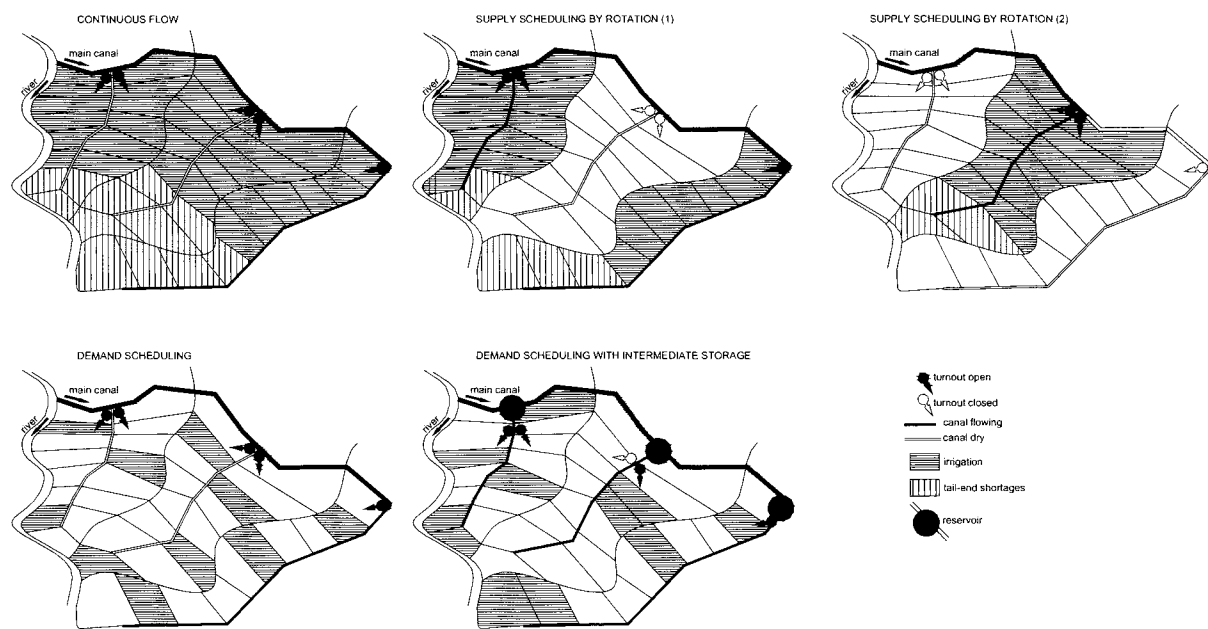 CONTINUOUS FLOW
main canal
river
SUPPLY SCHEDULING BY ROTATION (1)
main canal
river
SUPPLY SCHEDULING BY ROTATION (2)
main canal
river
DEMAND SCHEDULING
main canal
river
DEMAND SCHEDULING WITH INTERMEDIATE STORAGE
main canal
river
turnout open
turnout closed
canal flowing
canal dry
irrigation
tail-end shortages
reservoir